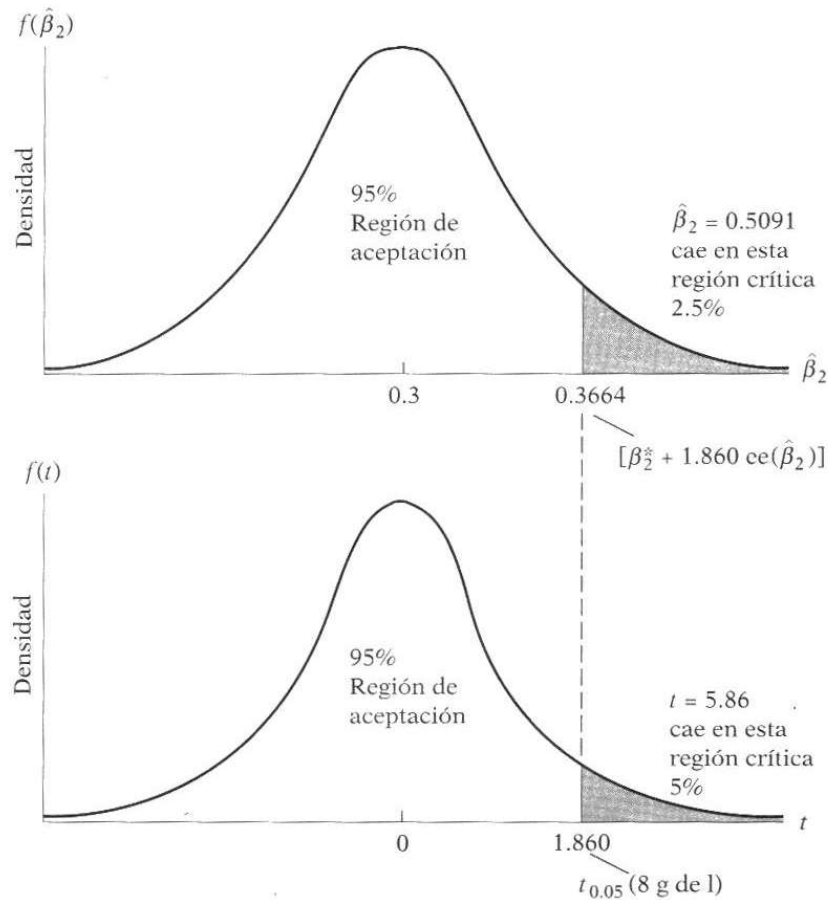 f(β̂₂)
Densidad
95%
Región de
aceptación
β̂₂ = 0.5091
cae en esta
región crítica
2.5%
β̂₂
0.3
0.3664
[β₂* + 1.860 ce(β̂₂)]
f(t)
Densidad
95%
Región de
aceptación
t = 5.86
cae en esta
región crítica
5%
t
0
1.860
t₀.₀₅ (8 g de l)